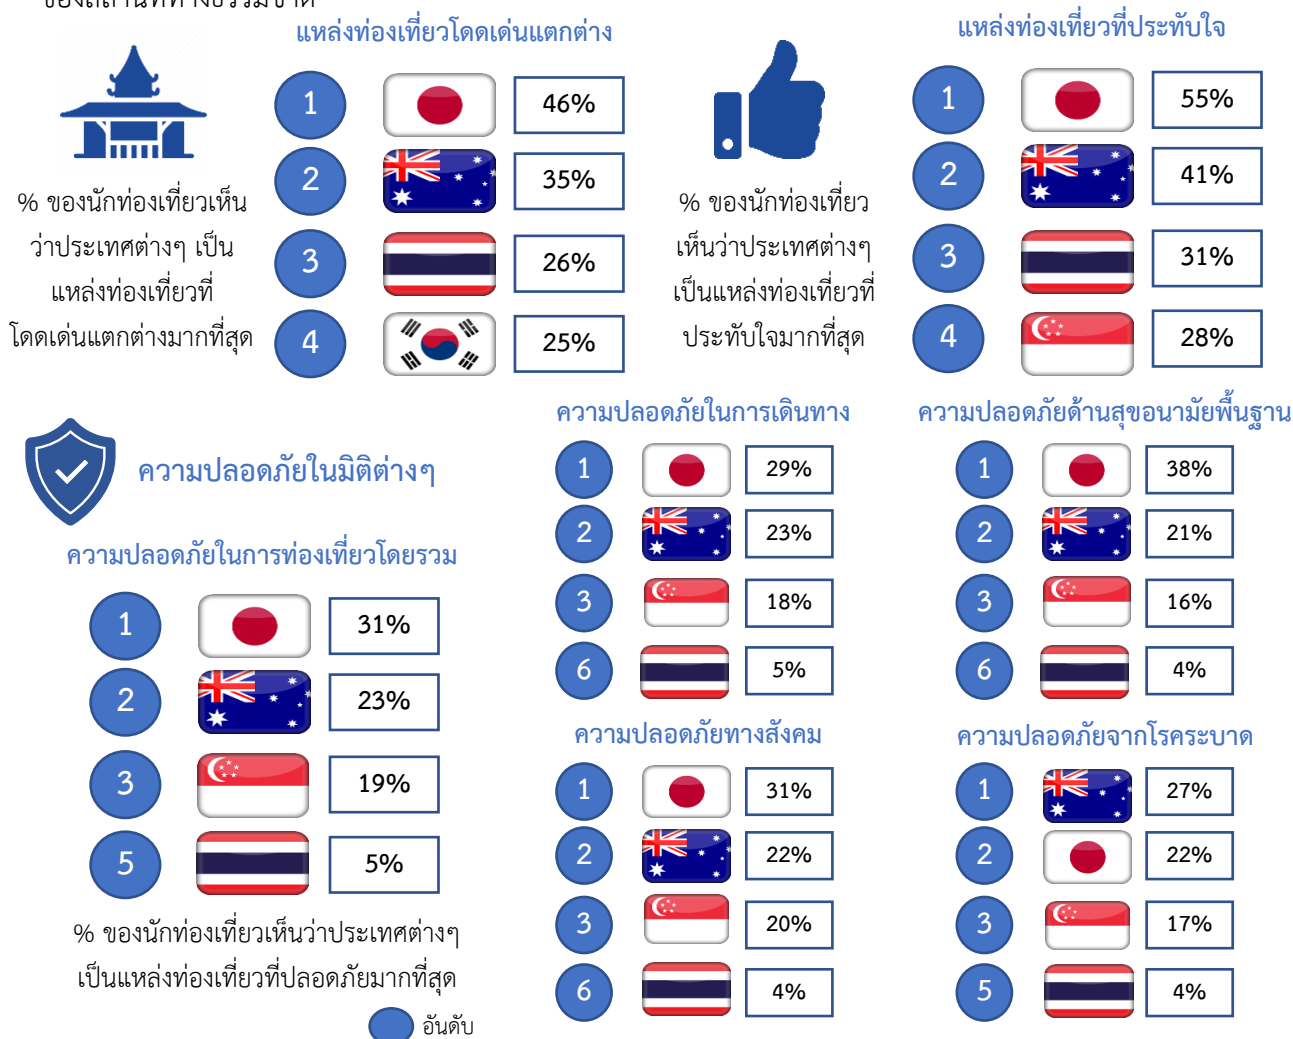 ของสถานที่ทางธรรมชาติ
แหล่งท่องเที่ยวโดดเด่นแตกต่าง
1 46%
2 35%
3 26%
4 25%
% ของนักท่องเที่ยวเห็น
ว่าประเทศต่างๆ เป็น
แหล่งท่องเที่ยวที่
โดดเด่นแตกต่างมากที่สุด
แหล่งท่องเที่ยวที่ประทับใจ
1 55%
2 41%
3 31%
4 28%
% ของนักท่องเที่ยว
เห็นว่าประเทศต่างๆ
เป็นแหล่งท่องเที่ยวที่
ประทับใจมากที่สุด
ความปลอดภัยในมิติต่างๆ
ความปลอดภัยในการท่องเที่ยวโดยรวม
1 31%
2 23%
3 19%
5 5%
% ของนักท่องเที่ยวเห็นว่าประเทศต่างๆ
เป็นแหล่งท่องเที่ยวที่ปลอดภัยมากที่สุด
อันดับ
ความปลอดภัยในการเดินทาง
1 29%
2 23%
3 18%
6 5%
ความปลอดภัยด้านสุขอนามัยพื้นฐาน
1 38%
2 21%
3 16%
6 4%
ความปลอดภัยทางสังคม
1 31%
2 22%
3 20%
6 4%
ความปลอดภัยจากโรคระบาด
1 27%
2 22%
3 17%
5 4%